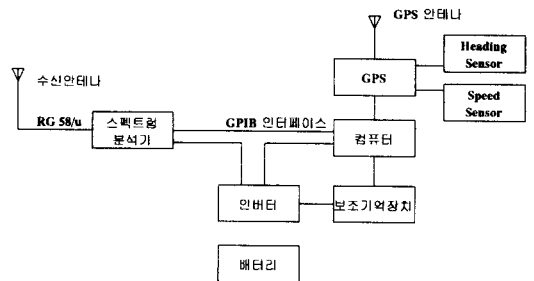 GPS 안테나
Heading
Sensor
수신안테나
GPS
Speed
Sensor
RG 58/u
스펙트럼
분석기
GPIB 인터페이스
컴퓨터
인버터
보조기억장치
배터리